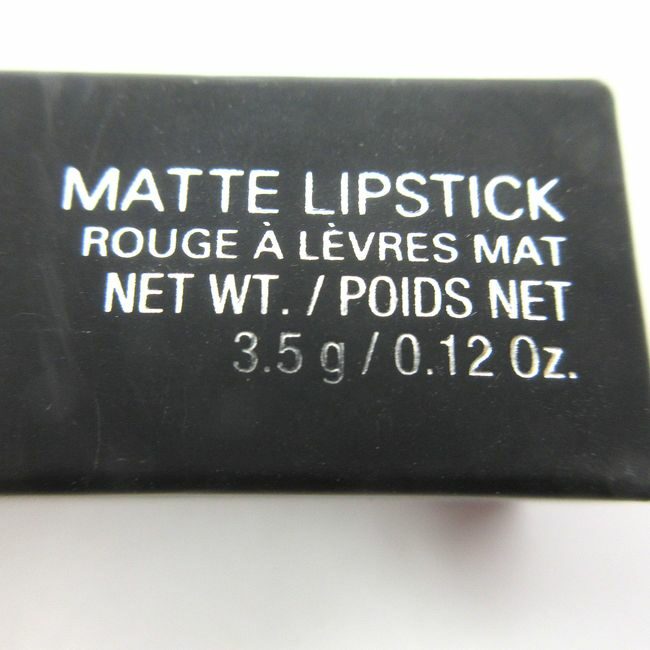 MATTE LIPSTICK
ROUGE À LÈVRES MAT
NET WT. / POIDS NET
3.5 g / 0.12 Oz.